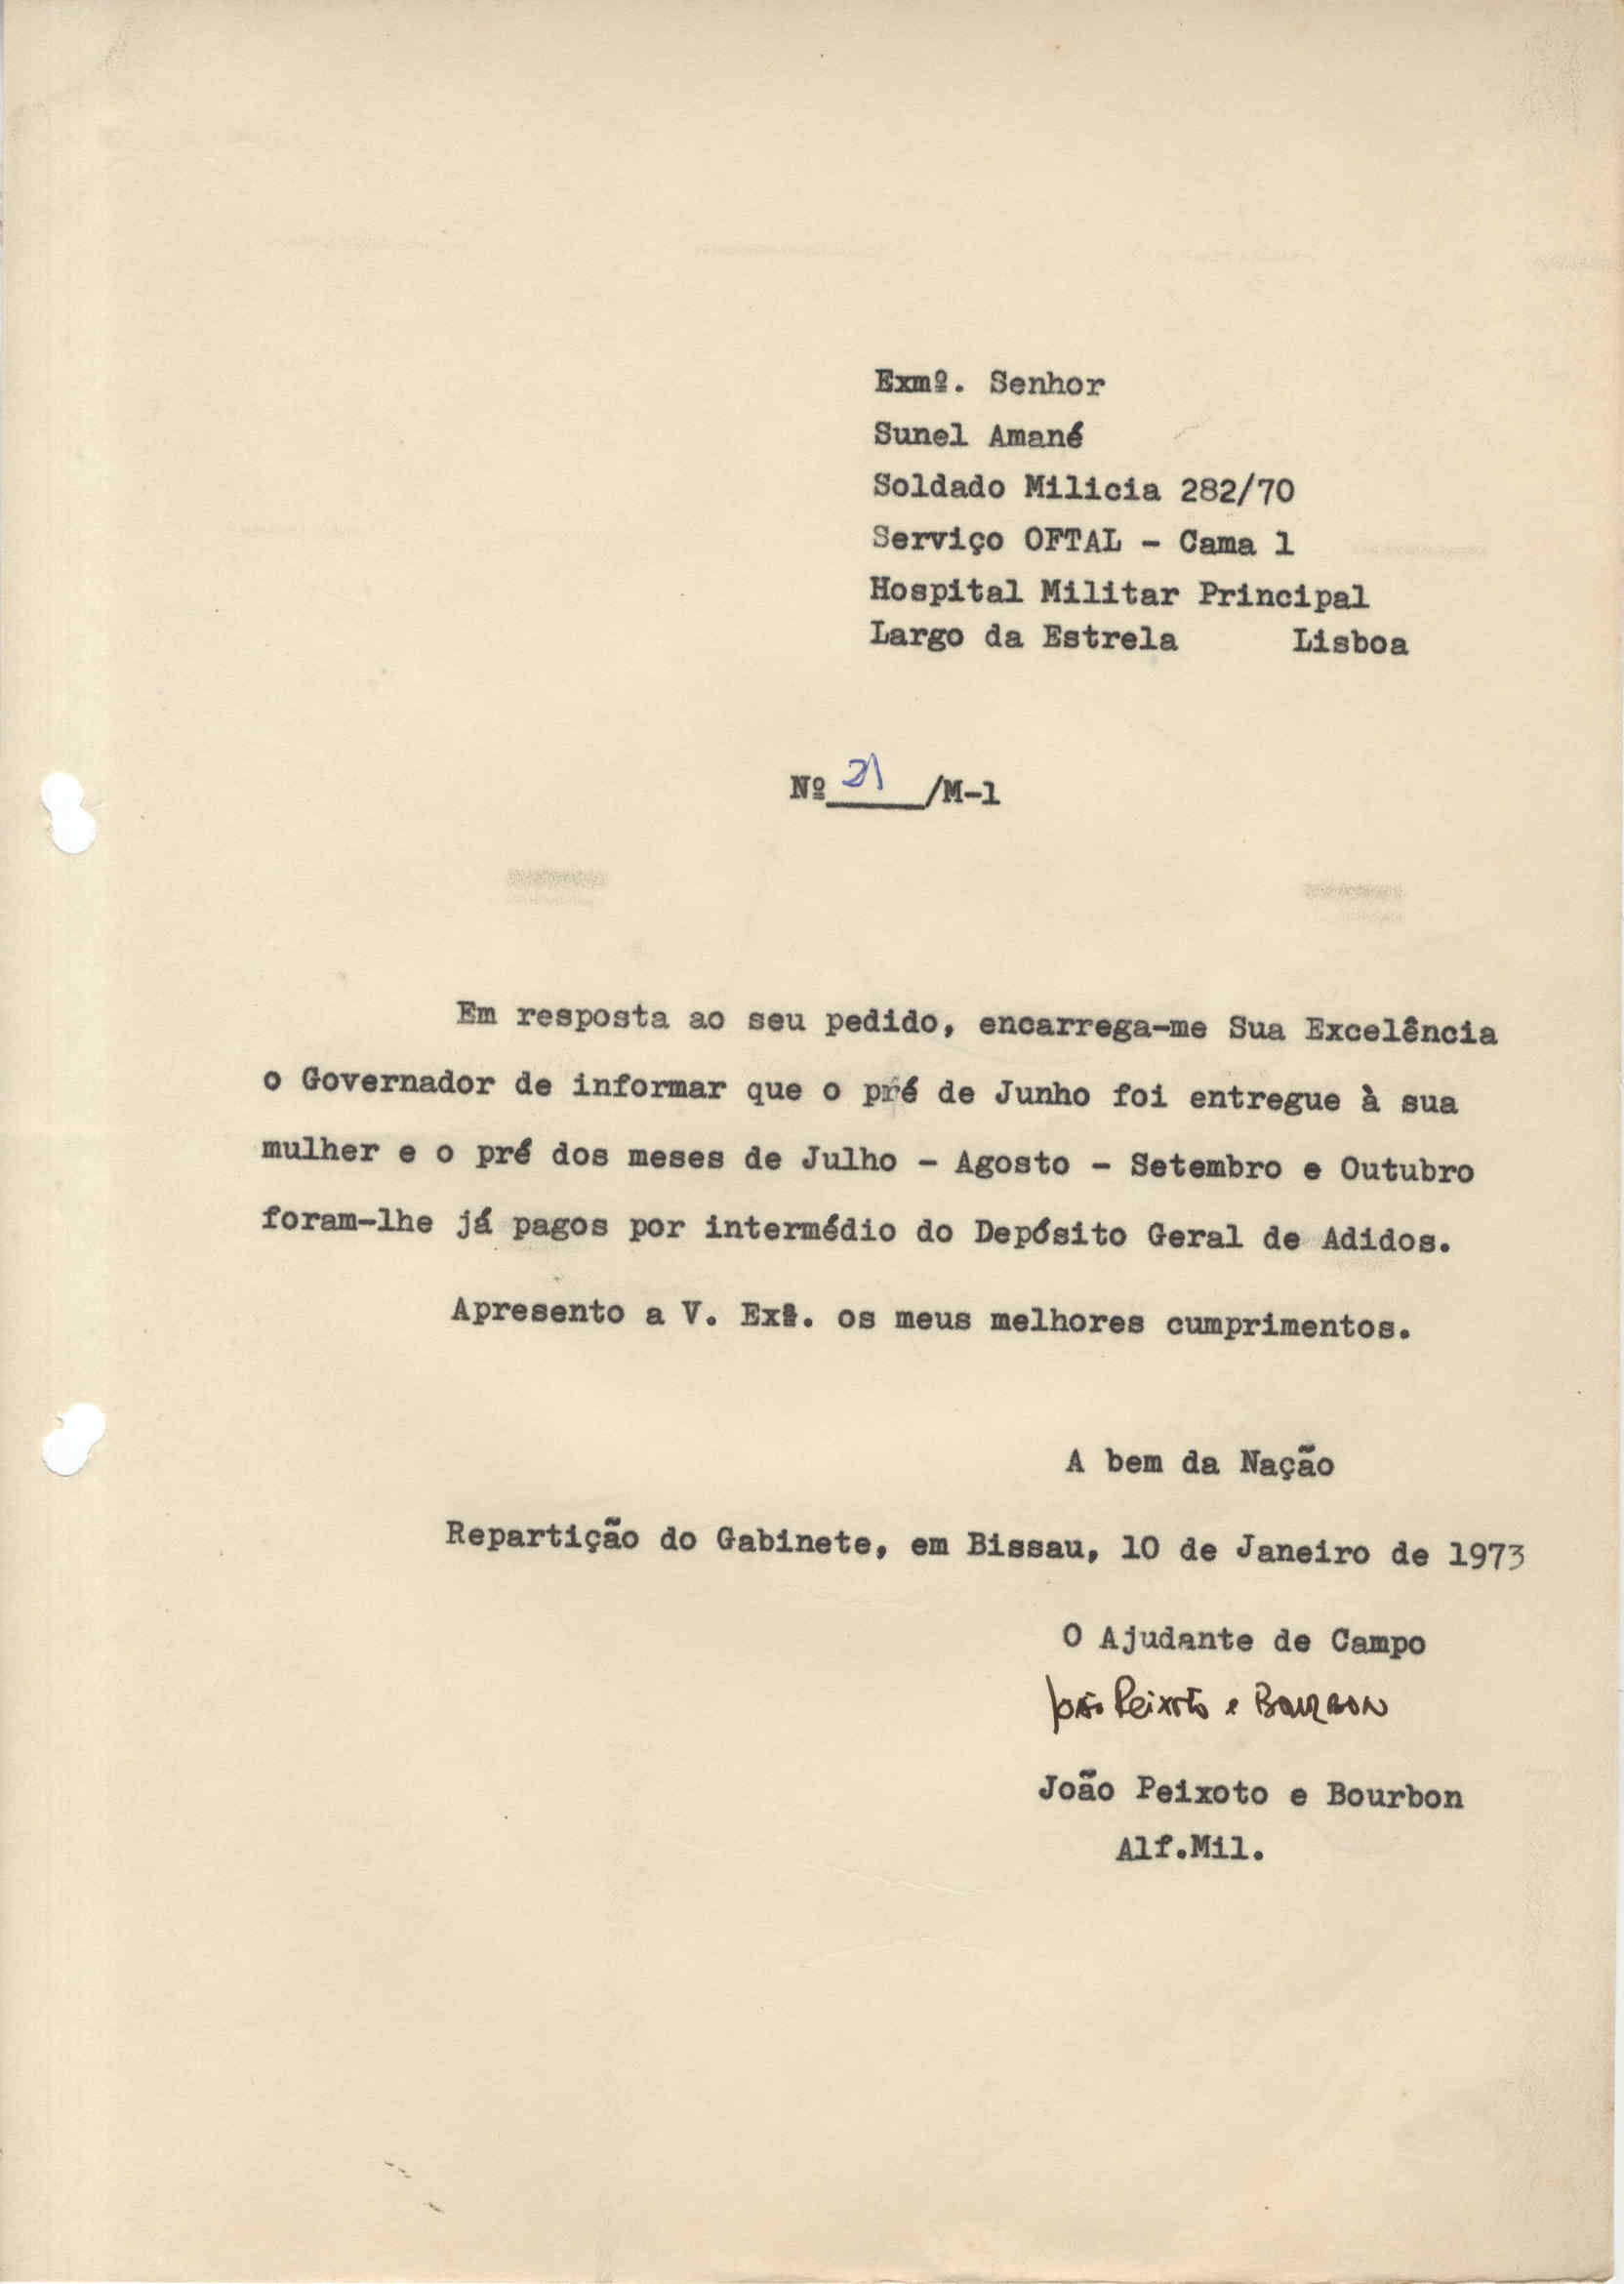 Exmº. Senhor
Sunel Amané
Soldado Milicia 282/70
Serviço OFTAL - Cama 1
Hospital Militar Principal
Largo da Estrela Lisboa
Nº 21 /M-1
Em resposta ao seu pedido, encarrega-me Sua Excelência
o Governador de informar que o pré de Junho foi entregue à sua
mulher e o pré dos meses de Julho - Agosto - Setembro e Outubro
foram-lhe já pagos por intermédio do Depósito Geral de Adidos.
Apresento a V. Exª. os meus melhores cumprimentos.
A bem da Nação
Repartição do Gabinete, em Bissau, 10 de Janeiro de 1973
O Ajudante de Campo
João Peixoto e Bourbon
João Peixoto e Bourbon
Alf.Mil.